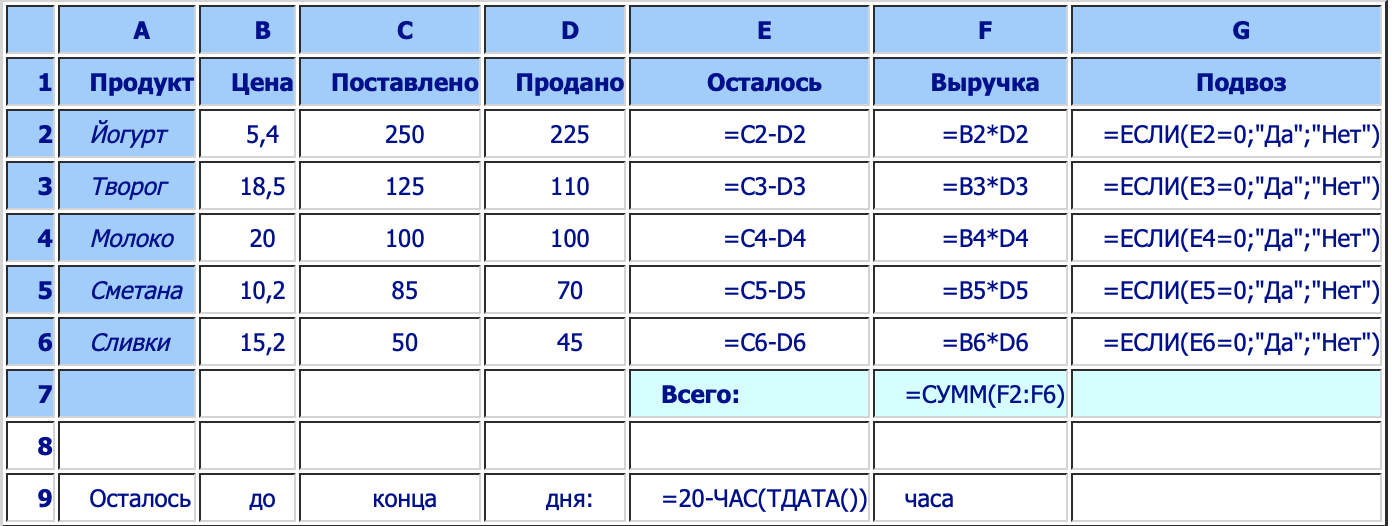 A B C D E F G
1 Продукт Цена Поставлено Продано Осталось Выручка Подвоз
2 Йогурт 5,4 250 225 =C2-D2 =B2*D2 =ЕСЛИ(E2=0;"Да";"Нет")
3 Творог 18,5 125 110 =C3-D3 =B3*D3 =ЕСЛИ(E3=0;"Да";"Нет")
4 Молоко 20 100 100 =C4-D4 =B4*D4 =ЕСЛИ(E4=0;"Да";"Нет")
5 Сметана 10,2 85 70 =C5-D5 =B5*D5 =ЕСЛИ(E5=0;"Да";"Нет")
6 Сливки 15,2 50 45 =C6-D6 =B6*D6 =ЕСЛИ(E6=0;"Да";"Нет")
7 Всего: =СУММ(F2:F6)
8
9 Осталось до конца дня: =20-ЧАС(ТДАТА()) часа